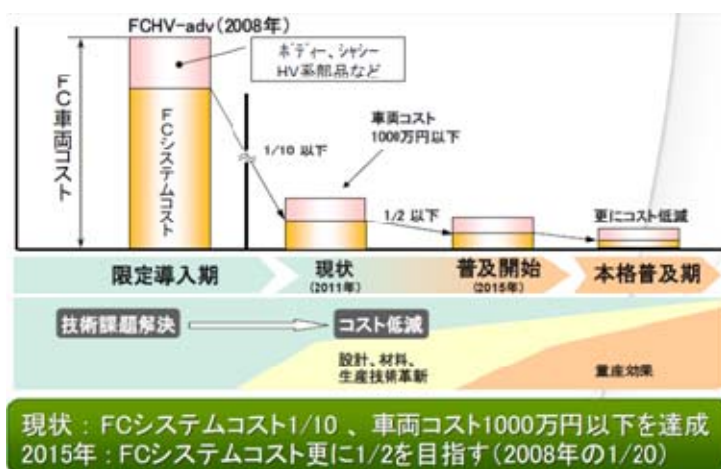 FCHV-adv(2008年)
ボディー、シャシー
HV系部品など
FC車両コスト
FCシステムコスト
1/10 以下
車両コスト
1000万円以下
1/2 以下
更にコスト低減
限定導入期
現状
(2011年)
普及開始
(2015年)
本格普及期
技術課題解決
コスト低減
設計、材料、
生産技術革新
量産効果
現状：FCシステムコスト1/10 、車両コスト1000万円以下を達成
2015年：FCシステムコスト更に1/2を目指す(2008年の1/20)